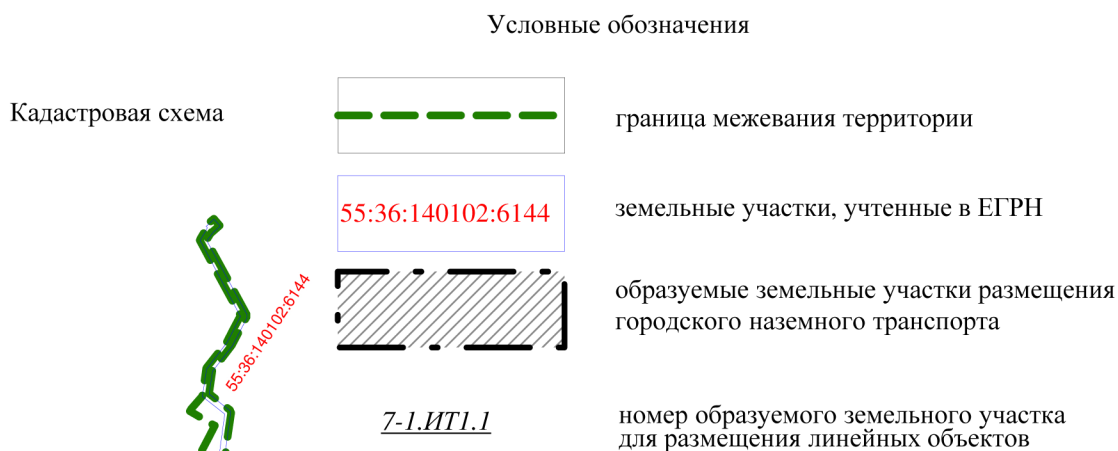 Условные обозначения
Кадастровая схема
граница межевания территории
55:36:140102:6144
земельные участки, учтенные в ЕГРН
55:36:140102:6144
образуемые земельные участки размещения
городского наземного транспорта
7-1.ИТ1.1
номер образуемого земельного участка
для размещения линейных объектов